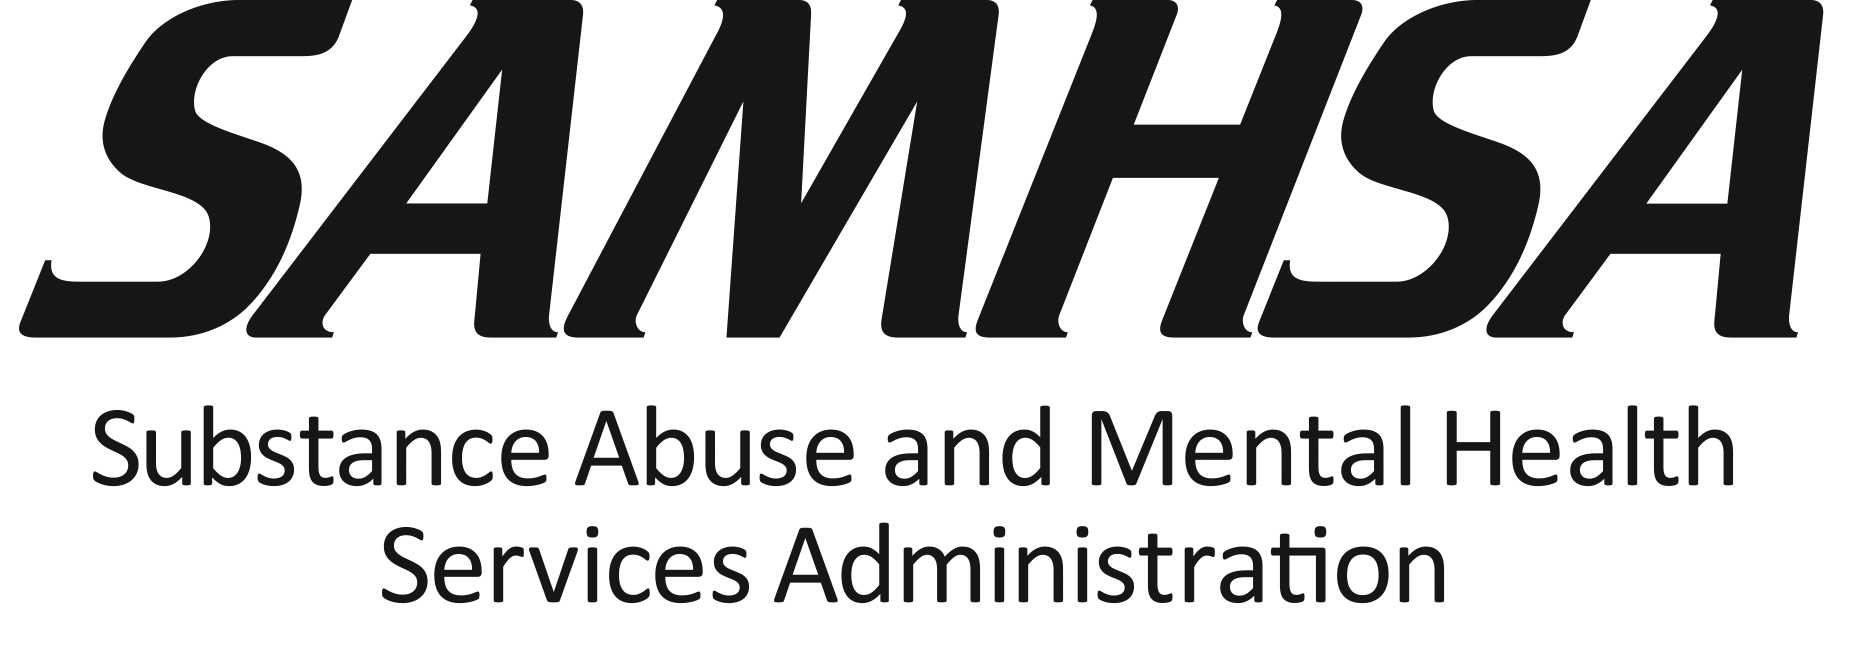 SAMHSA
Substance Abuse and Mental Health
Services Administration